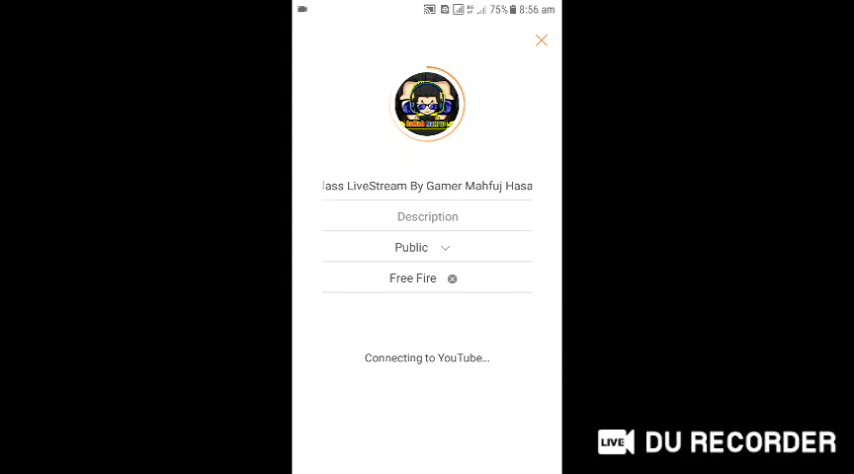 75% 8:56 am
lass LiveStream By Gamer Mahfuj Hasa
Description
Public
Free Fire
Connecting to YouTube...
LIVE DU RECORDER